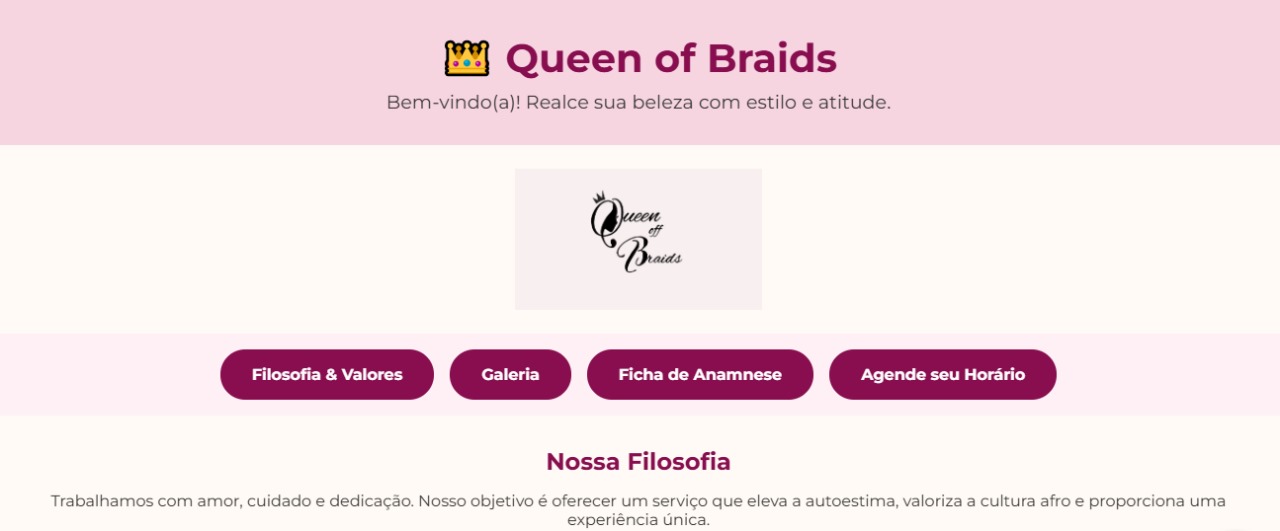 👑 Queen of Braids
Bem-vindo(a)! Realce sua beleza com estilo e atitude.
Queen
off
Braids
Filosofia & Valores
Galeria
Ficha de Anamnese
Agende seu Horário
Nossa Filosofia
Trabalhamos com amor, cuidado e dedicação. Nosso objetivo é oferecer um serviço que eleva a autoestima, valoriza a cultura afro e proporciona uma
experiência única.